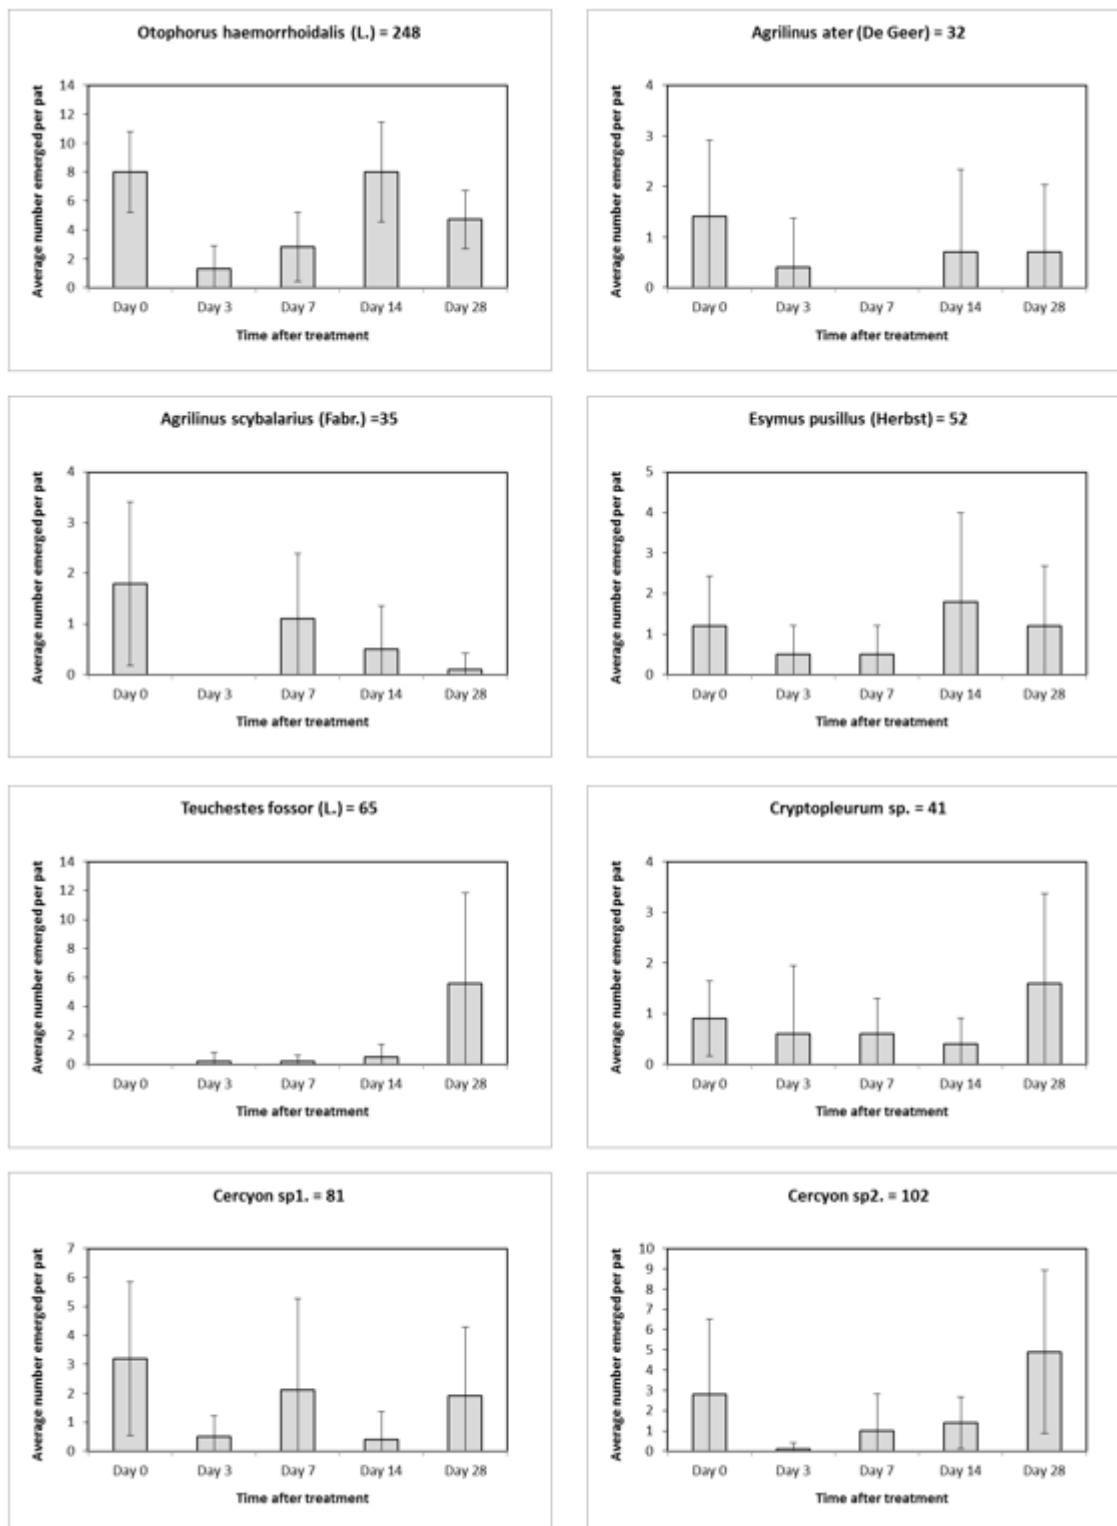 Otophorus haemorrhoidalis (L.) = 248
Average number emerged per pat
14
12
10
8
6
4
2
0
Day 0 Day 3 Day 7 Day 14 Day 28
Time after treatment
Agrilinus ater (De Geer) = 32
Average number emerged per pat
4
3
2
1
0
Day 0 Day 3 Day 7 Day 14 Day 28
Time after treatment
Agrilinus scybalarius (Fabr.) =35
Average number emerged per pat
4
3
2
1
0
Day 0 Day 3 Day 7 Day 14 Day 28
Time after treatment
Esymus pusillus (Herbst) = 52
Average number emerged per pat
5
4
3
2
1
0
Day 0 Day 3 Day 7 Day 14 Day 28
Time after treatment
Teuchestes fossor (L.) = 65
Average number emerged per pat
14
12
10
8
6
4
2
0
Day 0 Day 3 Day 7 Day 14 Day 28
Time after treatment
Cryptopleurum sp. = 41
Average number emerged per pat
4
3
2
1
0
Day 0 Day 3 Day 7 Day 14 Day 28
Time after treatment
Cercyon sp1. = 81
Average number emerged per pat
7
6
5
4
3
2
1
0
Day 0 Day 3 Day 7 Day 14 Day 28
Time after treatment
Cercyon sp2. = 102
Average number emerged per pat
10
9
8
7
6
5
4
3
2
1
0
Day 0 Day 3 Day 7 Day 14 Day 28
Time after treatment